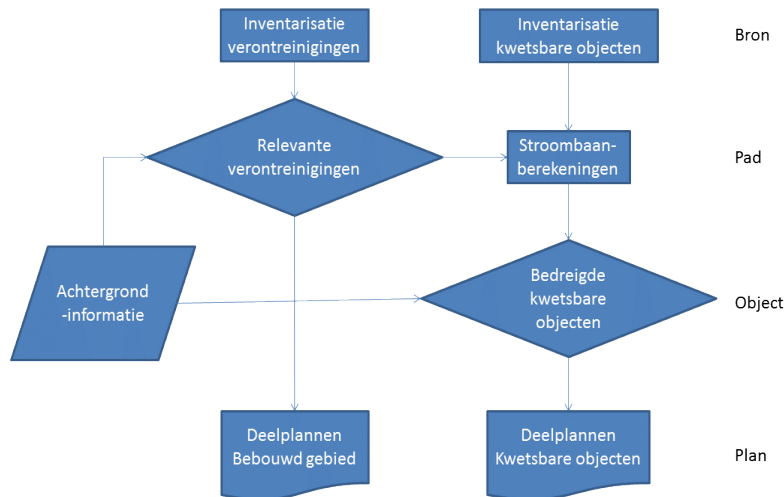 Inventarisatie
verontreinigingen
Inventarisatie
kwetsbare objecten
Bron
Relevante
verontreinigingen
Stroombaan-
berekeningen
Pad
Achtergrond
-informatie
Bedreigde
kwetsbare
objecten
Object
Deelplannen
Bebouwd gebied
Deelplannen
Kwetsbare objecten
Plan